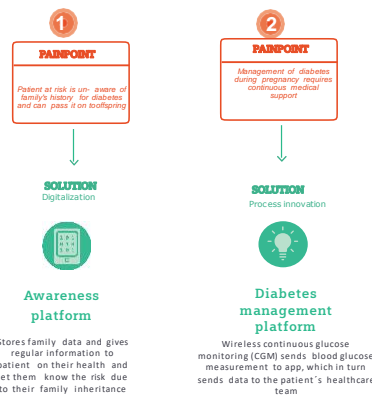 1
PAINPOINT
Patient at risk is un- aware of
family's history for diabetes
and can pass it on tooffspring
SOLUTION
Digitalization
Awareness
platform
Stores family data and gives
regular information to
patient on their health and
let them know the risk due
to their family inheritance
2
PAINPOINT
Management of diabetes
during pregnancy requires
continuous medical
support
SOLUTION
Process innovation
Diabetes
management
platform
Wireless continuous glucose
monitoring (CGM) sends blood glucose
measurement to app, which in turn
sends data to the patient´s healthcare
team